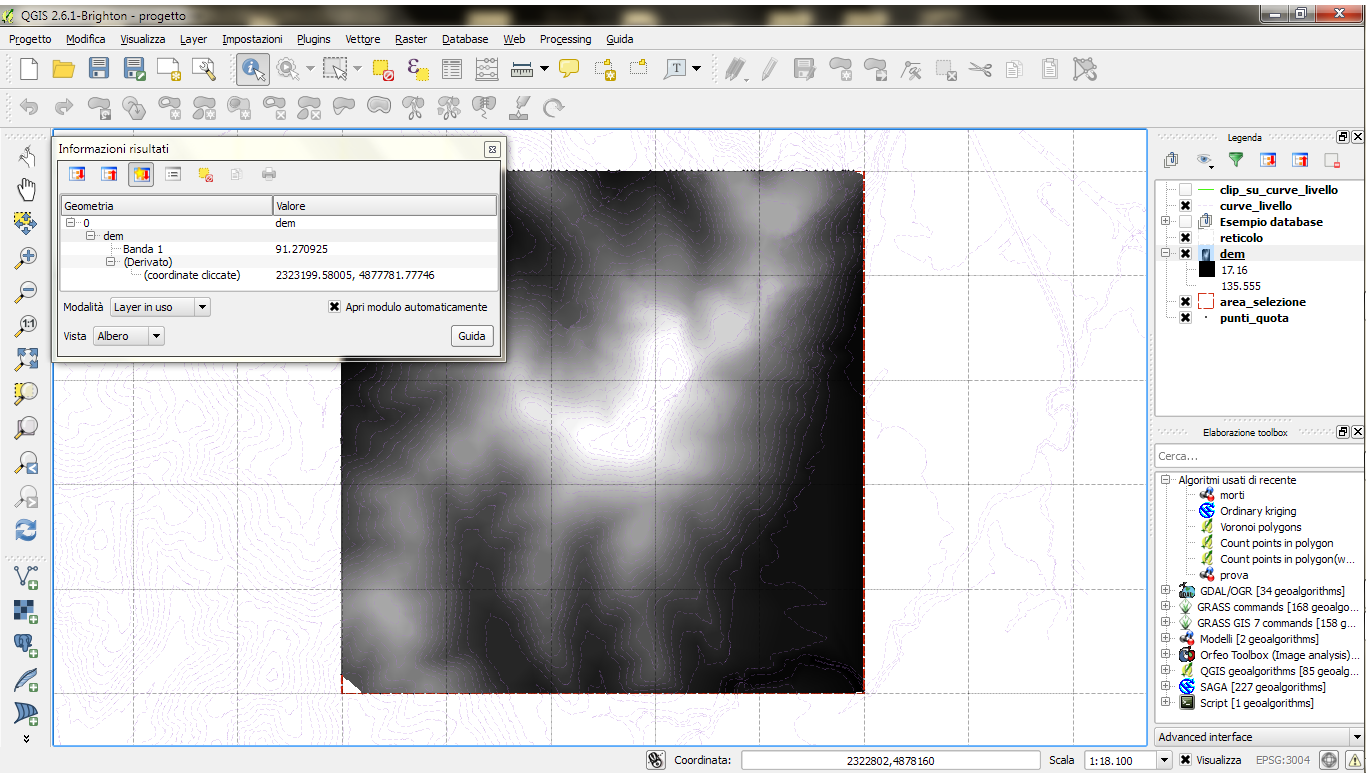 QGIS 2.6.1-Brighton - progetto
Progetto Modifica Visualizza Layer Impostazioni Plugins Vettore Raster Database Web Processing Guida
Informazioni risultati
Geometria Valore
0 dem
dem
Banda 1 91.270925
(Derivato)
(coordinate cliccate) 2323199.58005, 4877781.77746
Modalità Layer in uso Apri modulo automaticamente
Vista Albero Guida
Legenda
clip_su_curve_livello
curve_livello
Esempio database
reticolo
dem
17.16
135.555
area_selezione
punti_quota
Elaborazione toolbox
Cerca...
Algoritmi usati di recente
morti
Ordinary kriging
Voronoi polygons
Count points in polygon
Count points in polygon(w...
prova
GDAL/OGR [34 geoalgorithms]
GRASS commands [168 geoalgo...
GRASS GIS 7 commands [158 g...
Modelli [2 geoalgorithms]
Orfeo Toolbox (Image analysis)...
QGIS geoalgorithms [85 geoalg...
SAGA [227 geoalgorithms]
Script [1 geoalgorithms]
Advanced interface
Coordinata: 2322802,4878160 Scala 1:18.100 Visualizza EPSG:3004